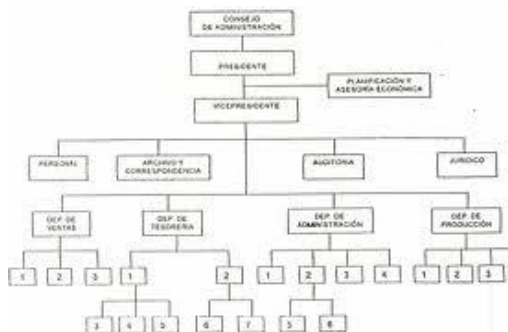 CONSEJO
DE ADMINISTRACIÓN
PRESIDENTE
PLANIFICACIÓN Y
ASESORÍA ECONÓMICA
VICEPRESIDENTE
PERSONAL
ARCHIVO Y
CORRESPONDENCIA
AUDITORIA
JURÍDICO
DEP. DE
VENTAS
DEP. DE
TESORERIA
DEP. DE
ADMINISTRACIÓN
DEP. DE
PRODUCCIÓN
1 2 3 1 2 1 2 3 4 1 2 3
3 4 5 6 7 5 6